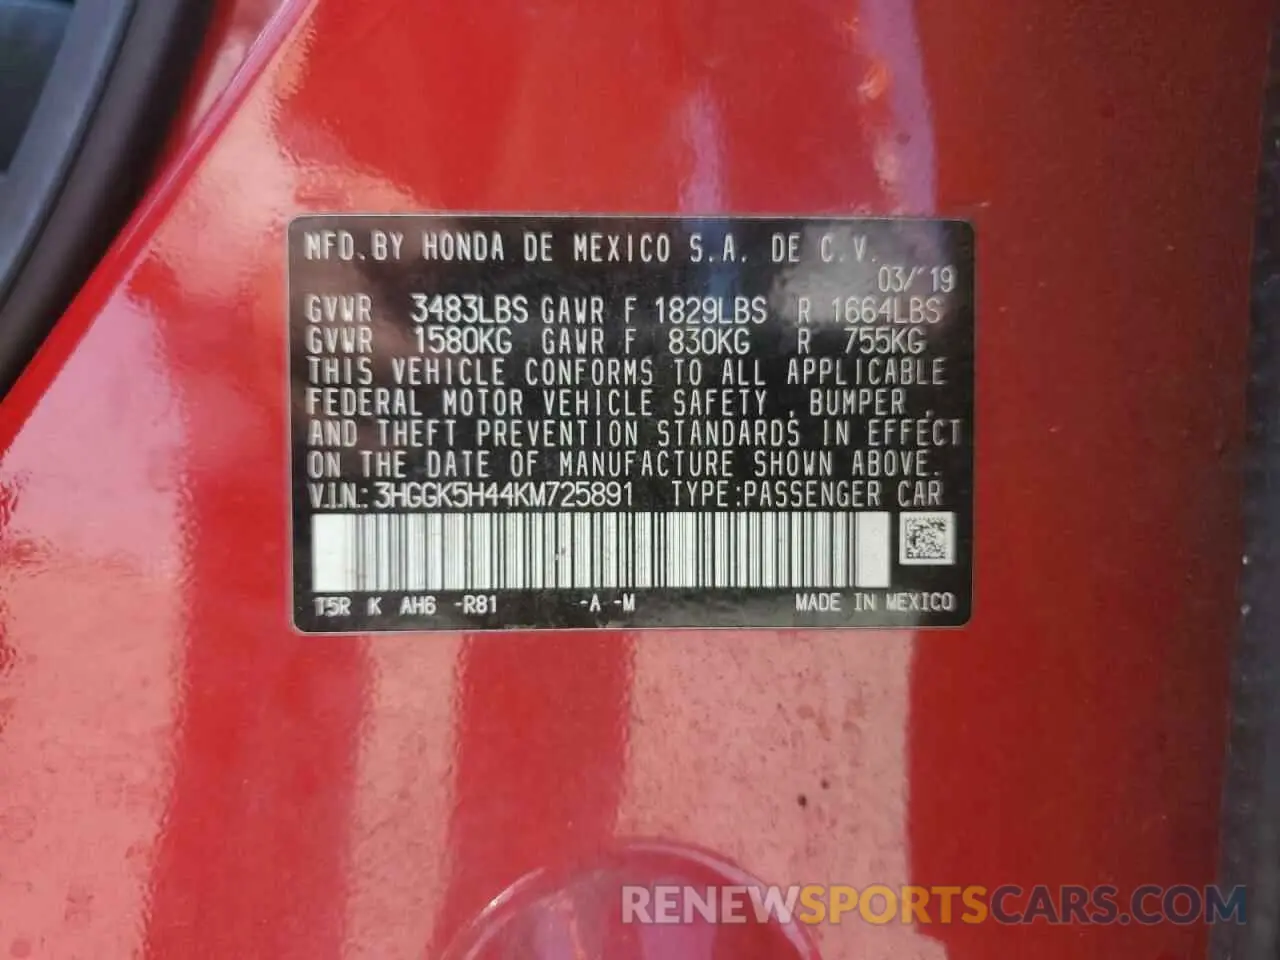 MFD.BY HONDA DE MEXICO S.A. DE C.V.
03/'19
GVWR 3483LBS GAWR F 1829LBS R 1664LBS
GVWR 1580KG GAWR F 830KG R 755KG
THIS VEHICLE CONFORMS TO ALL APPLICABLE
FEDERAL MOTOR VEHICLE SAFETY , BUMPER ,
AND THEFT PREVENTION STANDARDS IN EFFECT
ON THE DATE OF MANUFACTURE SHOWN ABOVE.
V.I.N.: 3HGGK5H44KM725891 TYPE:PASSENGER CAR
T5R K AH6 -R81 -A -M MADE IN MEXICO
RENEWSPORTSCARS.COM